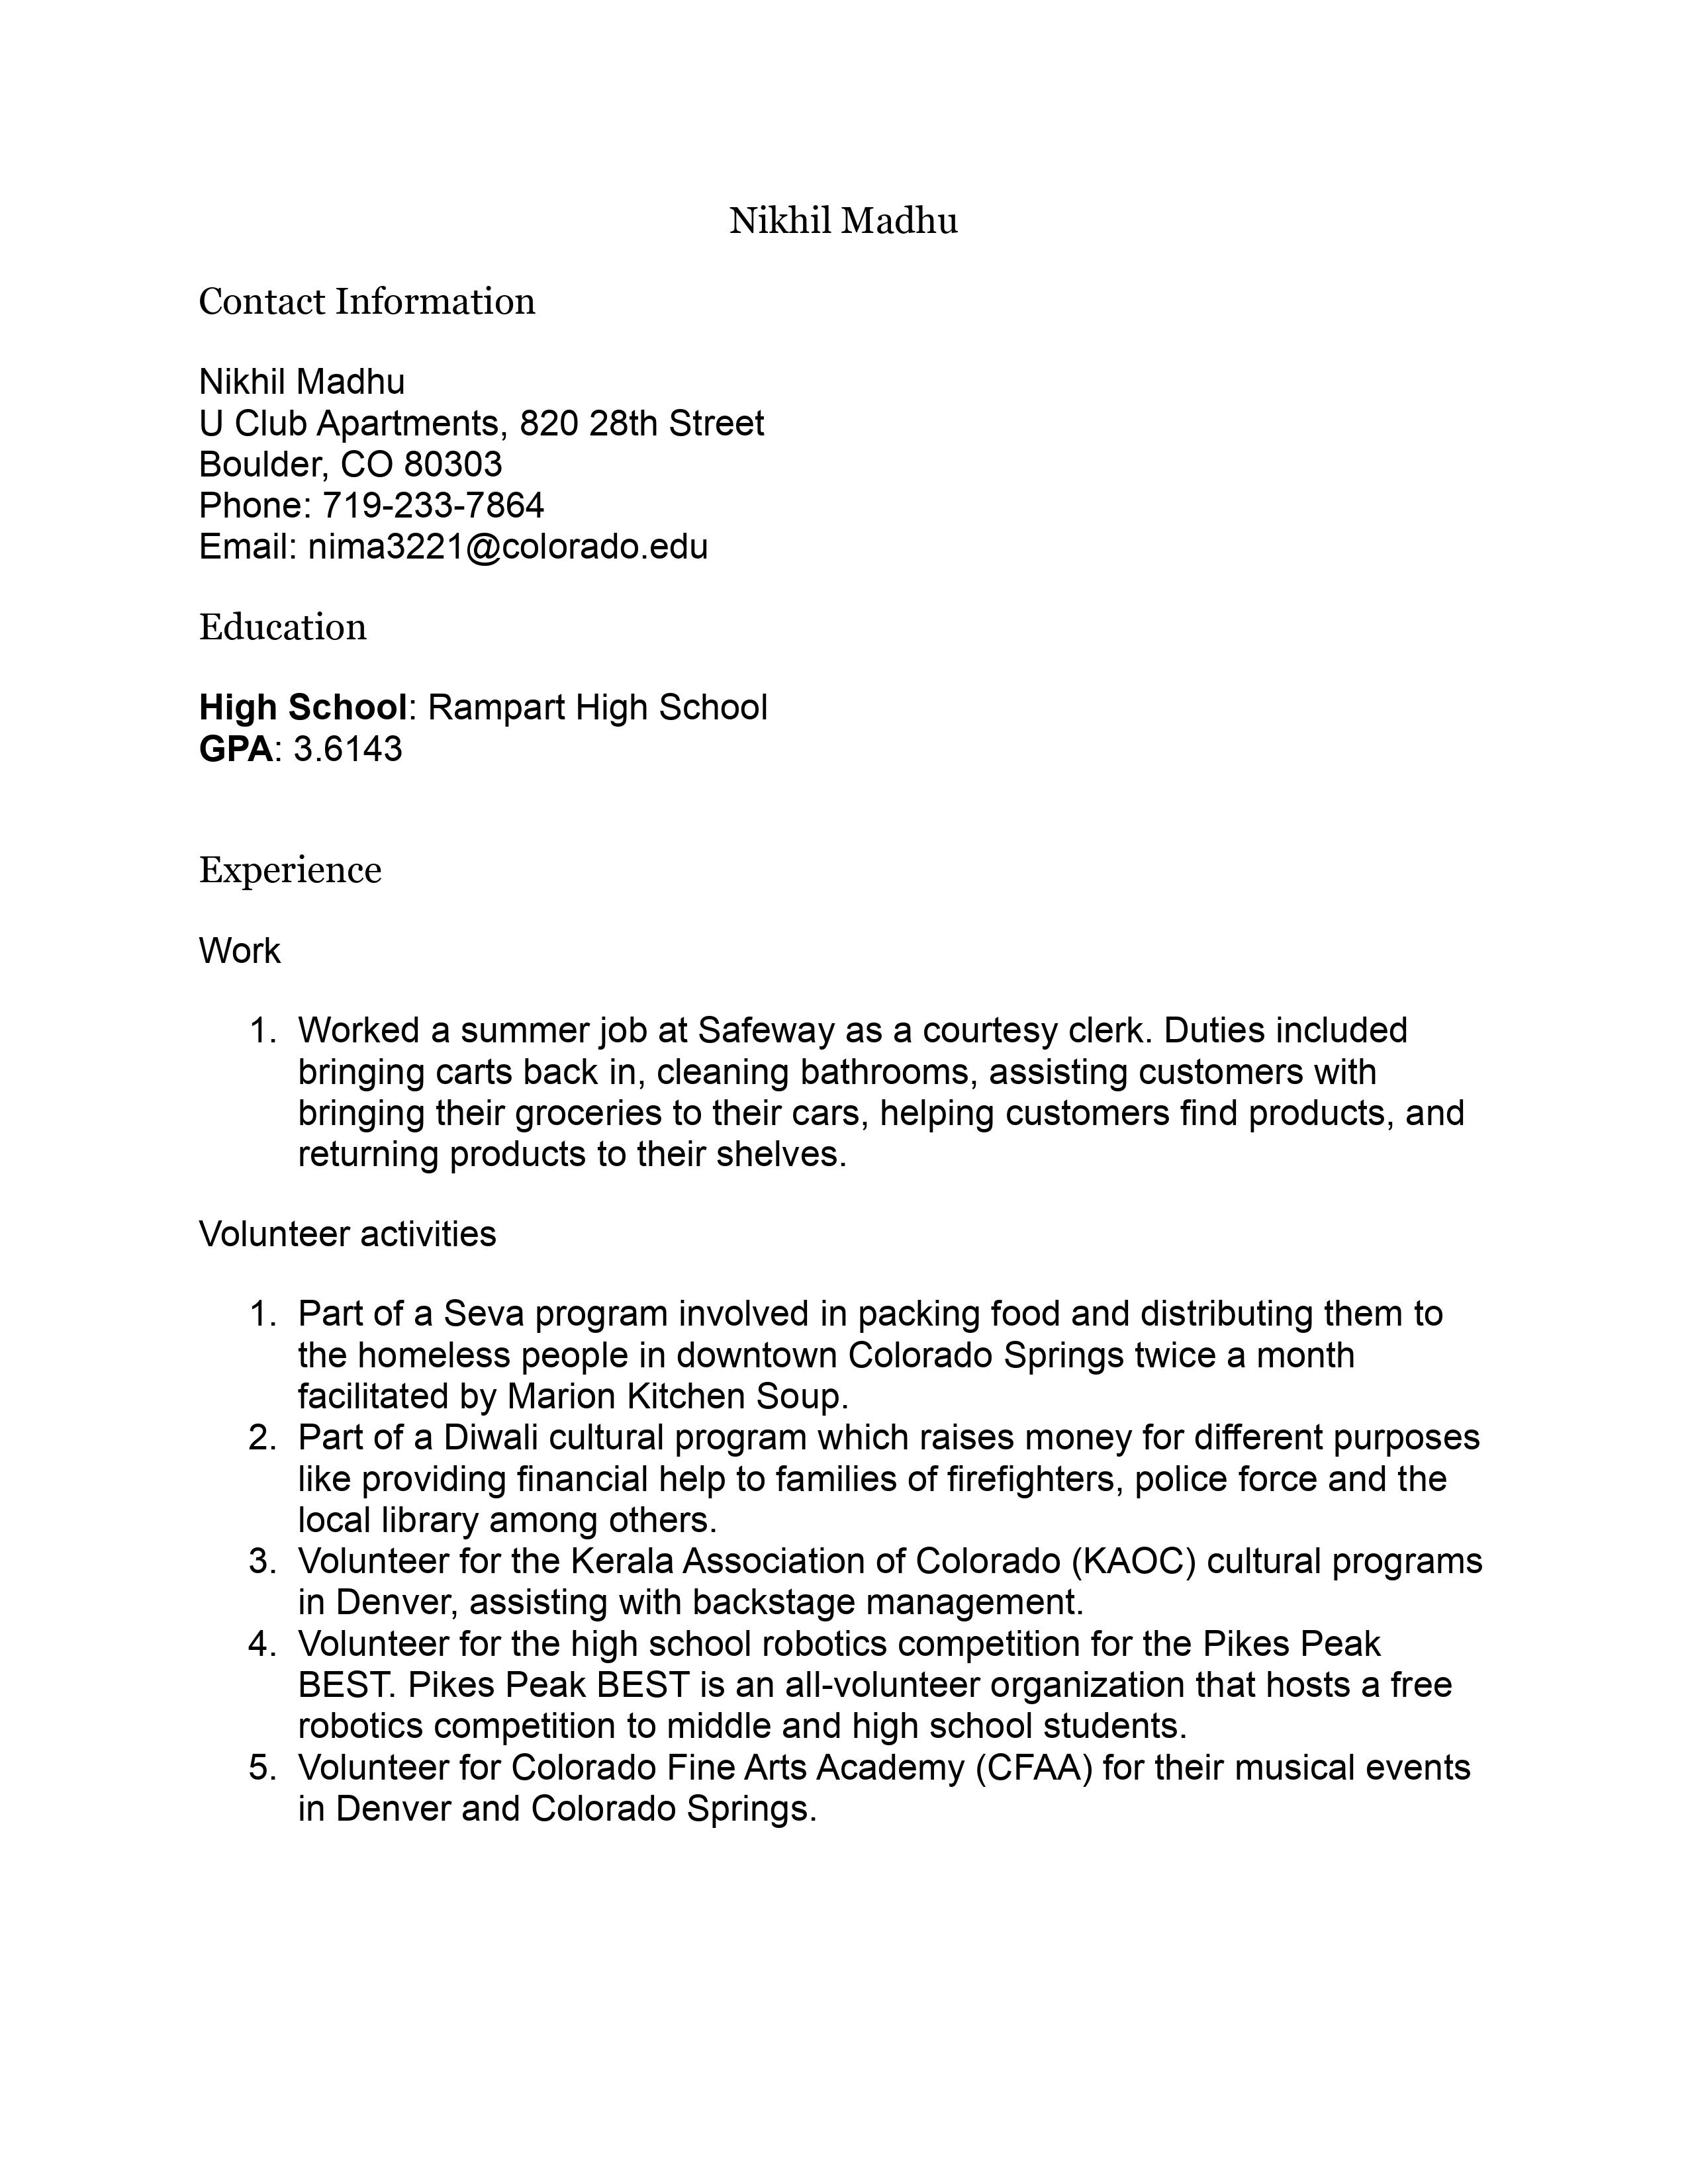 Nikhil Madhu
Contact Information
Nikhil Madhu
U Club Apartments, 820 28th Street
Boulder, CO 80303
Phone: 719-233-7864
Email: nima3221@colorado.edu
Education
High School: Rampart High School
GPA: 3.6143
Experience
Work
1. Worked a summer job at Safeway as a courtesy clerk. Duties included
bringing carts back in, cleaning bathrooms, assisting customers with
bringing their groceries to their cars, helping customers find products, and
returning products to their shelves.
Volunteer activities
1. Part of a Seva program involved in packing food and distributing them to
the homeless people in downtown Colorado Springs twice a month
facilitated by Marion Kitchen Soup.
2. Part of a Diwali cultural program which raises money for different purposes
like providing financial help to families of firefighters, police force and the
local library among others.
3. Volunteer for the Kerala Association of Colorado (KAOC) cultural programs
in Denver, assisting with backstage management.
4. Volunteer for the high school robotics competition for the Pikes Peak
BEST. Pikes Peak BEST is an all-volunteer organization that hosts a free
robotics competition to middle and high school students.
5. Volunteer for Colorado Fine Arts Academy (CFAA) for their musical events
in Denver and Colorado Springs.